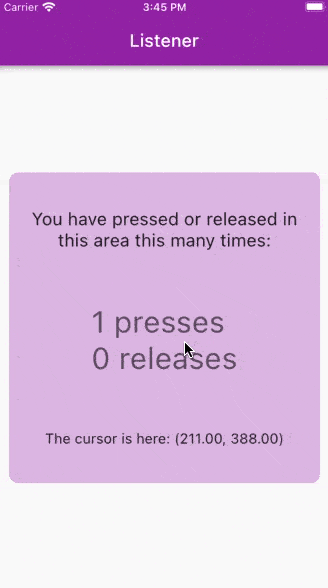 Carrier 3:45 PM
Listener
You have pressed or released in
this area this many times:
1 presses
0 releases
The cursor is here: (211.00, 388.00)